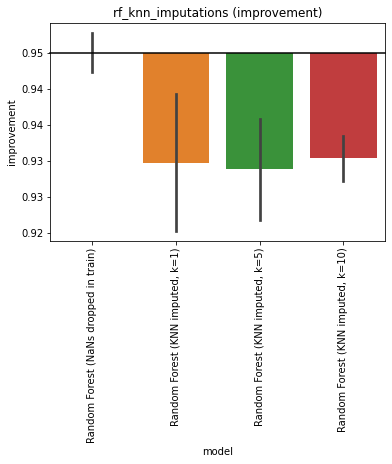 rf_knn_imputations (improvement)
0.95
0.94
0.94
0.93
0.93
0.92
improvement
Random Forest (NaNs dropped in train)
Random Forest (KNN imputed, k=1)
Random Forest (KNN imputed, k=5)
Random Forest (KNN imputed, k=10)
model